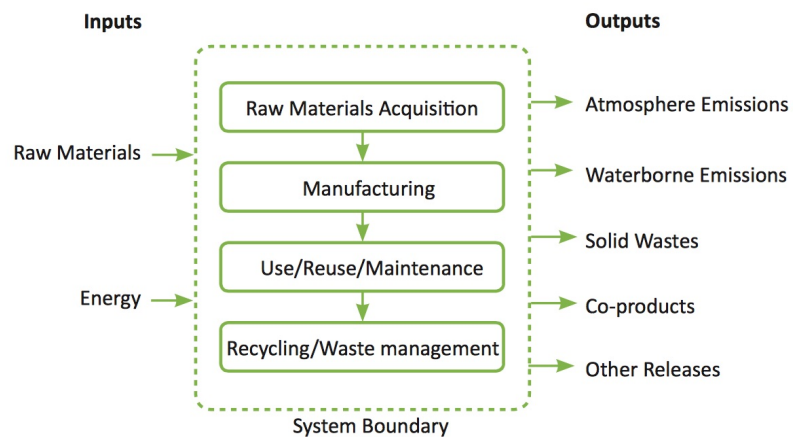 Inputs
Outputs
Raw Materials
Energy
Raw Materials Acquisition
Manufacturing
Use/Reuse/Maintenance
Recycling/Waste management
System Boundary
Atmosphere Emissions
Waterborne Emissions
Solid Wastes
Co-products
Other Releases